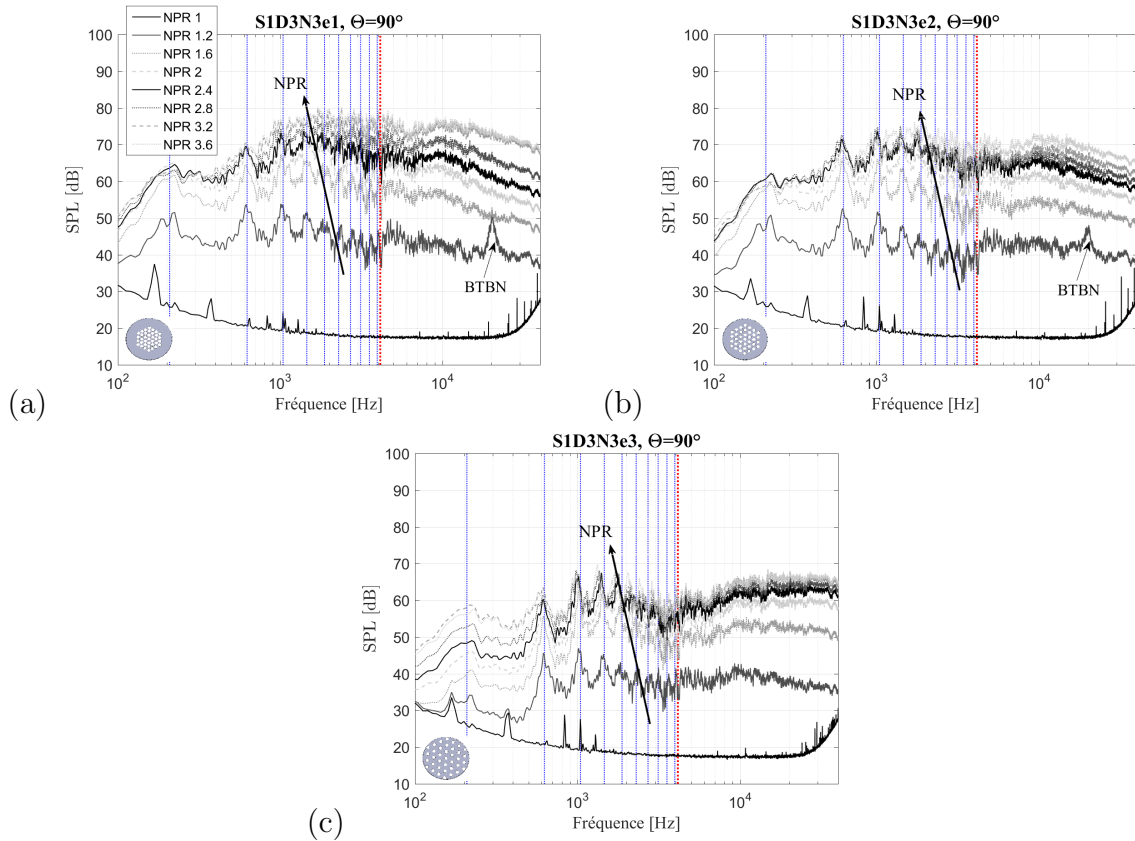 S1D3N3e1, Θ=90°
NPR 1
NPR 1.2
NPR 1.6
NPR 2
NPR 2.4
NPR 2.8
NPR 3.2
NPR 3.6
100
90
80
70
60
50
40
30
20
10
SPL [dB]
NPR
BTBN
10²
10³
10⁴
Fréquence [Hz]
(a)
S1D3N3e2, Θ=90°
100
90
80
70
60
50
40
30
20
10
SPL [dB]
NPR
BTBN
10²
10³
10⁴
Fréquence [Hz]
(b)
S1D3N3e3, Θ=90°
100
90
80
70
60
50
40
30
20
10
SPL [dB]
NPR
10²
10³
10⁴
Fréquence [Hz]
(c)